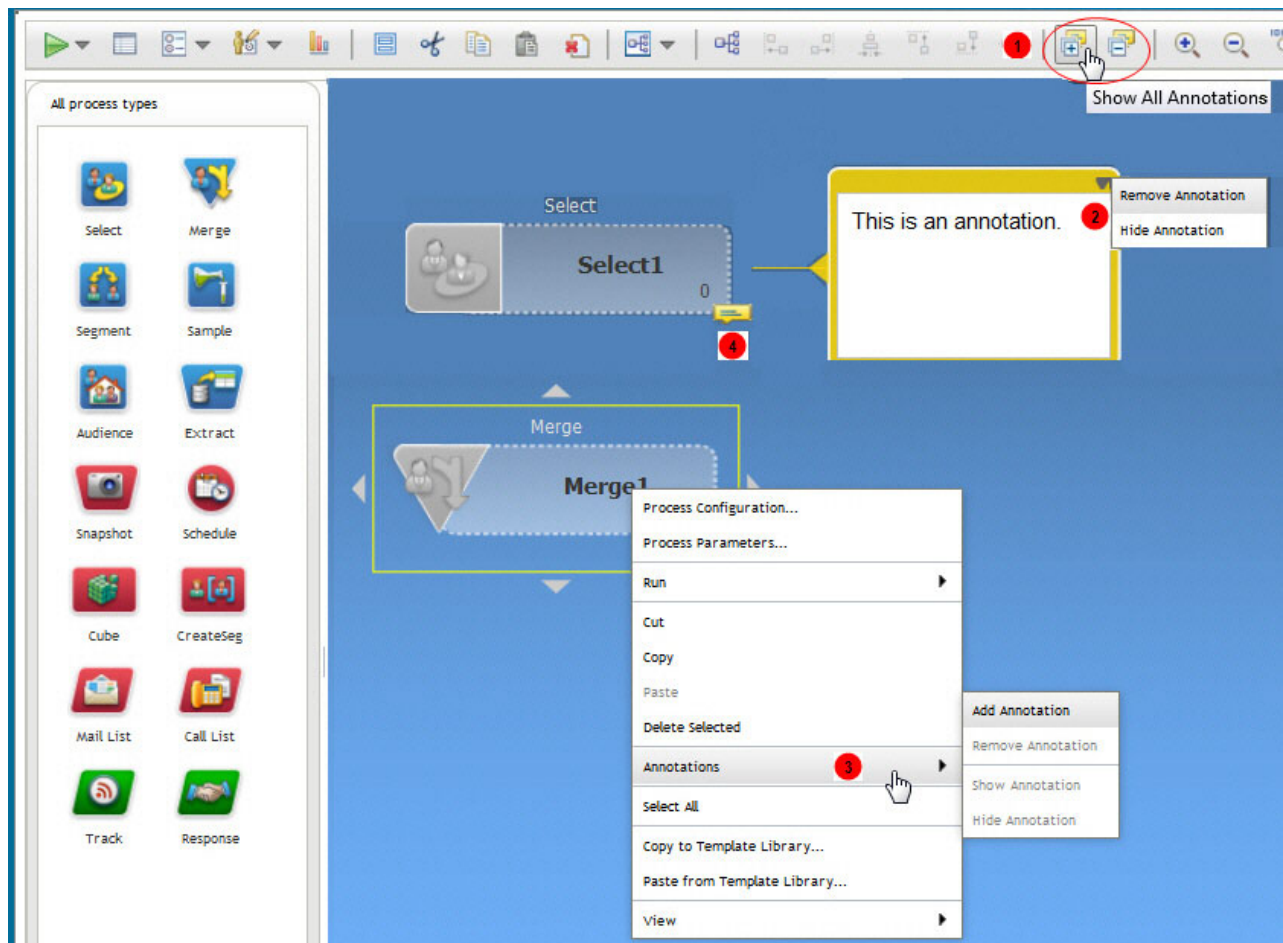 1
Show All Annotations
All process types
Select
Merge
Segment
Sample
Audience
Extract
Snapshot
Schedule
Cube
CreateSeg
Mail List
Call List
Track
Response
Select
Select1
0
4
This is an annotation.
2
Remove Annotation
Hide Annotation
Merge
Merge1
Process Configuration...
Process Parameters...
Run
Cut
Copy
Paste
Delete Selected
Annotations
3
Select All
Copy to Template Library...
Paste from Template Library...
View
Add Annotation
Remove Annotation
Show Annotation
Hide Annotation